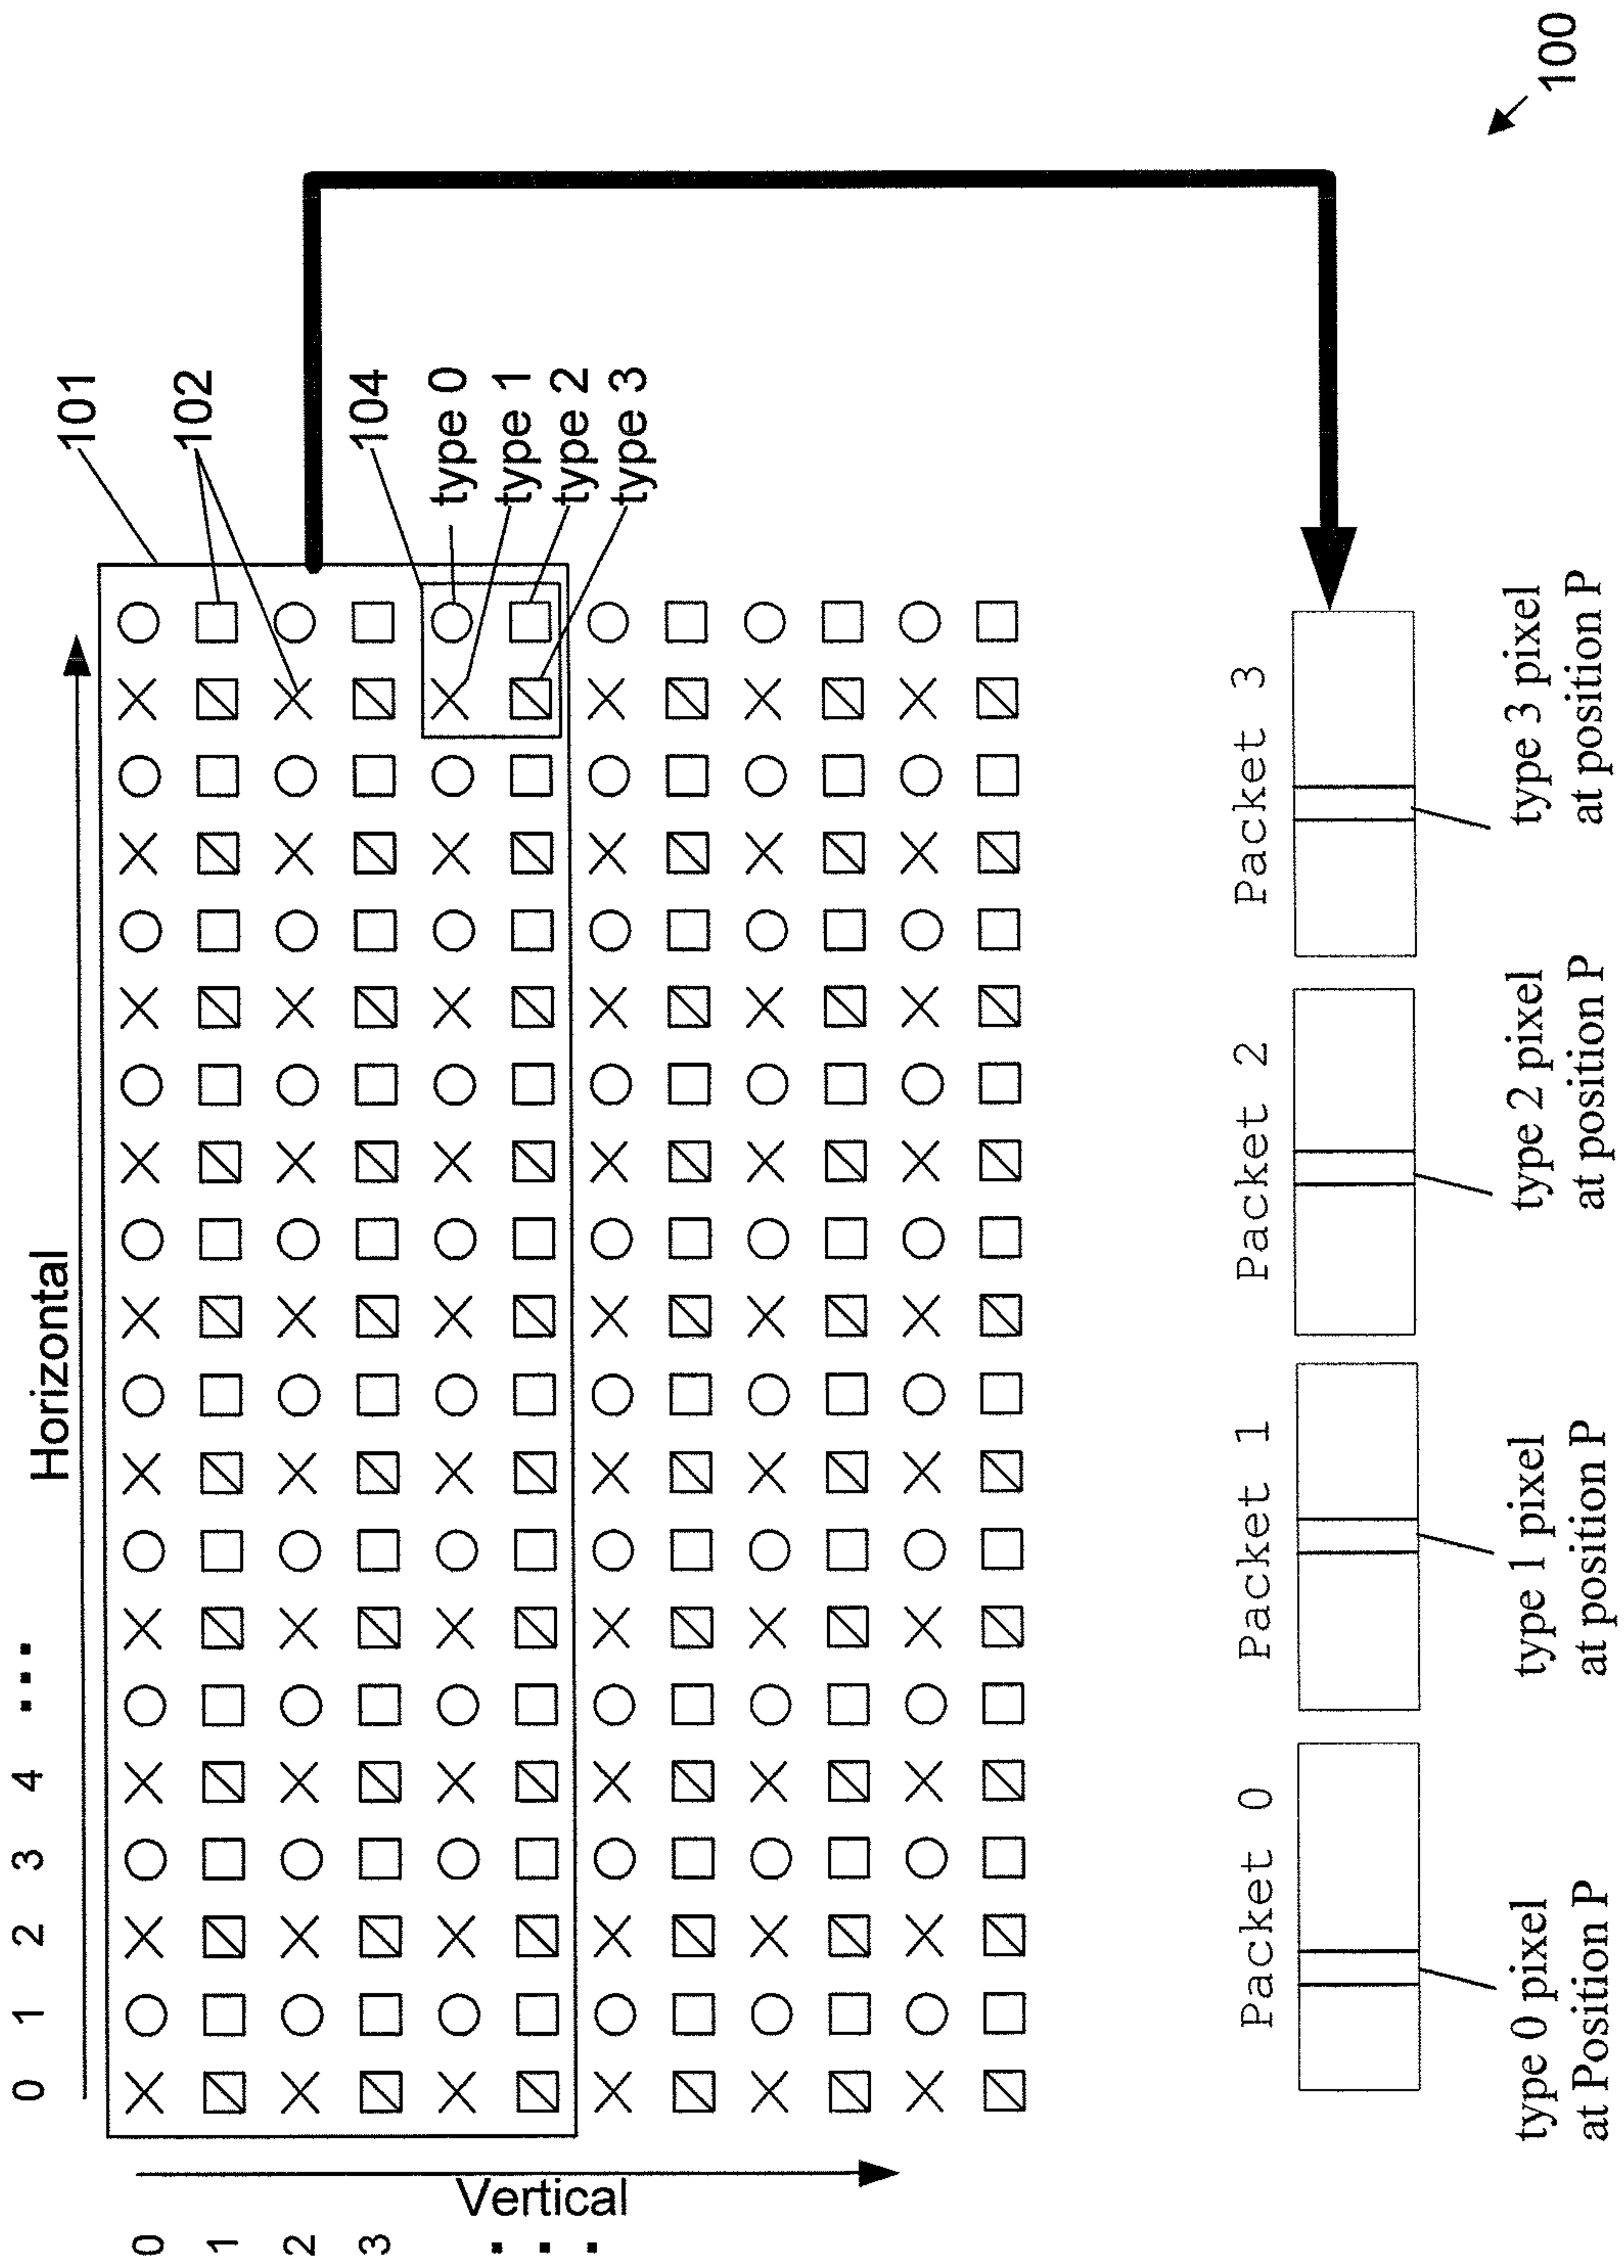 0 1 2 3 4 ...
Horizontal
0
1
2
3
...
Vertical
101
102
104
type 0
type 1
type 2
type 3
Packet 0
Packet 1
Packet 2
Packet 3
type 0 pixel
at Position P
type 1 pixel
at position P
type 2 pixel
at position P
type 3 pixel
at position P
100